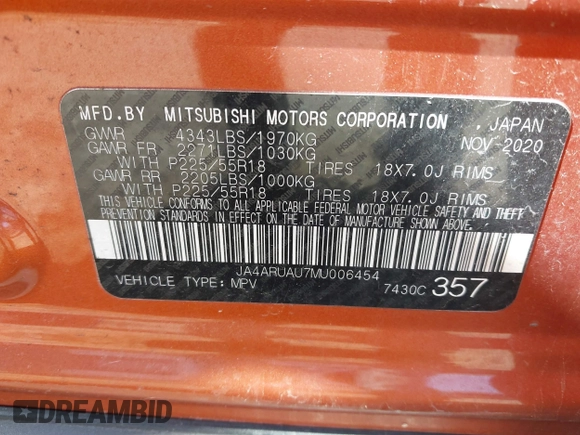 MFD.BY MITSUBISHI MOTORS CORPORATION , JAPAN
GVWR 4343LBS/1970KG NOV 2020
GAWR FR 2271LBS/1030KG
WITH P225/55R18 TIRES 18X7.0J RIMS
GAWR RR 2205LBS/1000KG
WITH P225/55R18 TIRES 18X7.0J RIMS
THIS VEHICLE CONFORMS TO ALL APPLICABLE FEDERAL MOTOR VEHICLE SAFETY AND THEFT
PREVENTION STANDARDS IN EFFECT ON THE DATE OF MANUFACTURE SHOWN ABOVE.
JA4ARUAU7MU006454
VEHICLE TYPE: MPV 7430C 357
DREAMBID